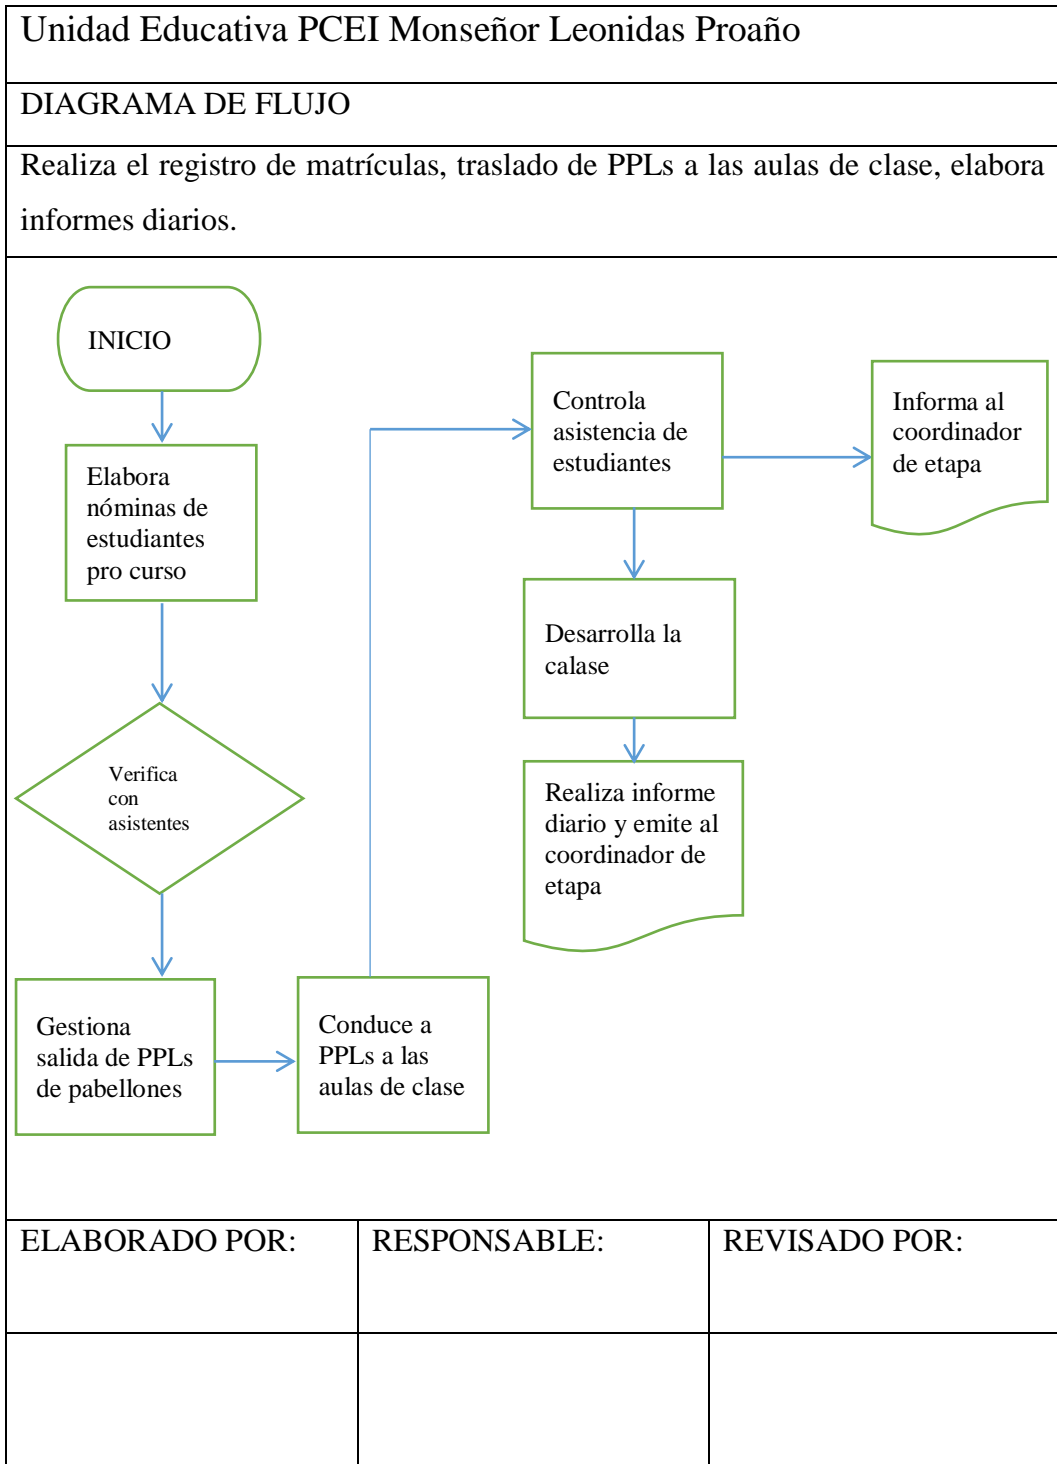 Unidad Educativa PCEI Monseñor Leonidas Proaño
DIAGRAMA DE FLUJO
Realiza el registro de matrículas, traslado de PPLs a las aulas de clase, elabora
informes diarios.
INICIO
Elabora
nóminas de
estudiantes
pro curso
Verifica
con
asistentes
Gestiona
salida de PPLs
de pabellones
Conduce a
PPLs a las
aulas de clase
Controla
asistencia de
estudiantes
Informa al
coordinador
de etapa
Desarrolla la
calase
Realiza informe
diario y emite al
coordinador de
etapa
ELABORADO POR:
RESPONSABLE:
REVISADO POR: